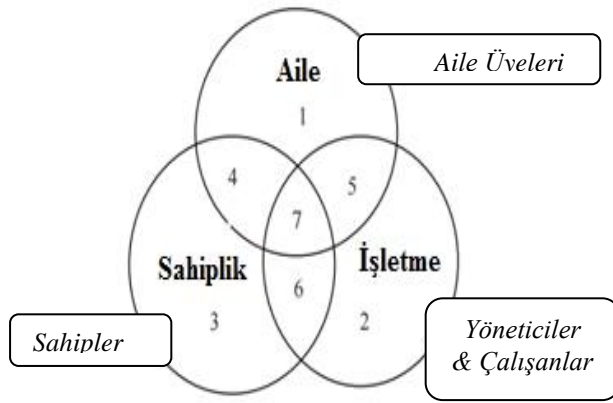 Aile
Aile Üveleri
1
4
5
7
Sahiplik
İşletme
6
3
2
Sahipler
Yöneticiler
& Çalışanlar